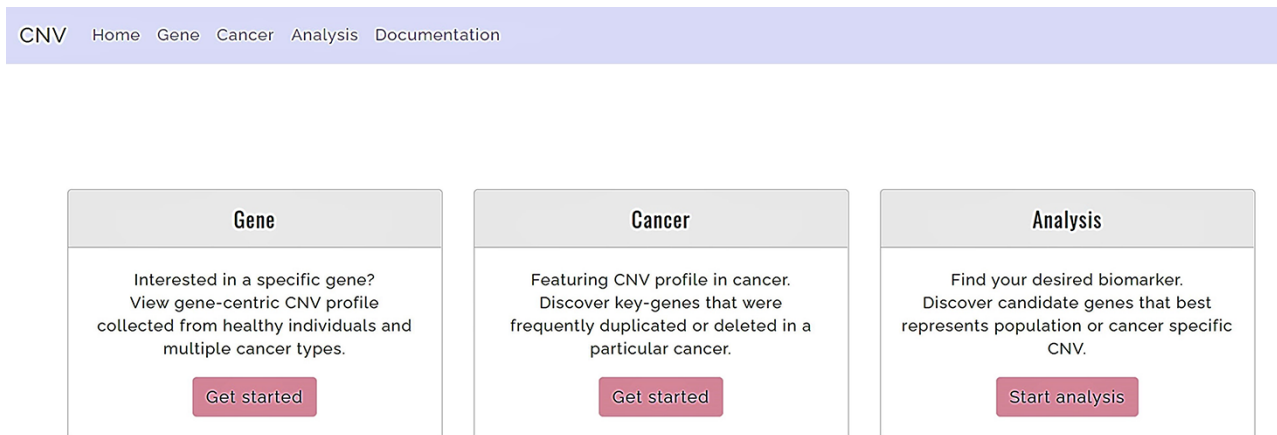 CNV Home Gene Cancer Analysis Documentation
Gene
Interested in a specific gene?
View gene-centric CNV profile
collected from healthy individuals and
multiple cancer types.
Get started
Cancer
Featuring CNV profile in cancer.
Discover key-genes that were
frequently duplicated or deleted in a
particular cancer.
Get started
Analysis
Find your desired biomarker.
Discover candidate genes that best
represents population or cancer specific
CNV.
Start analysis